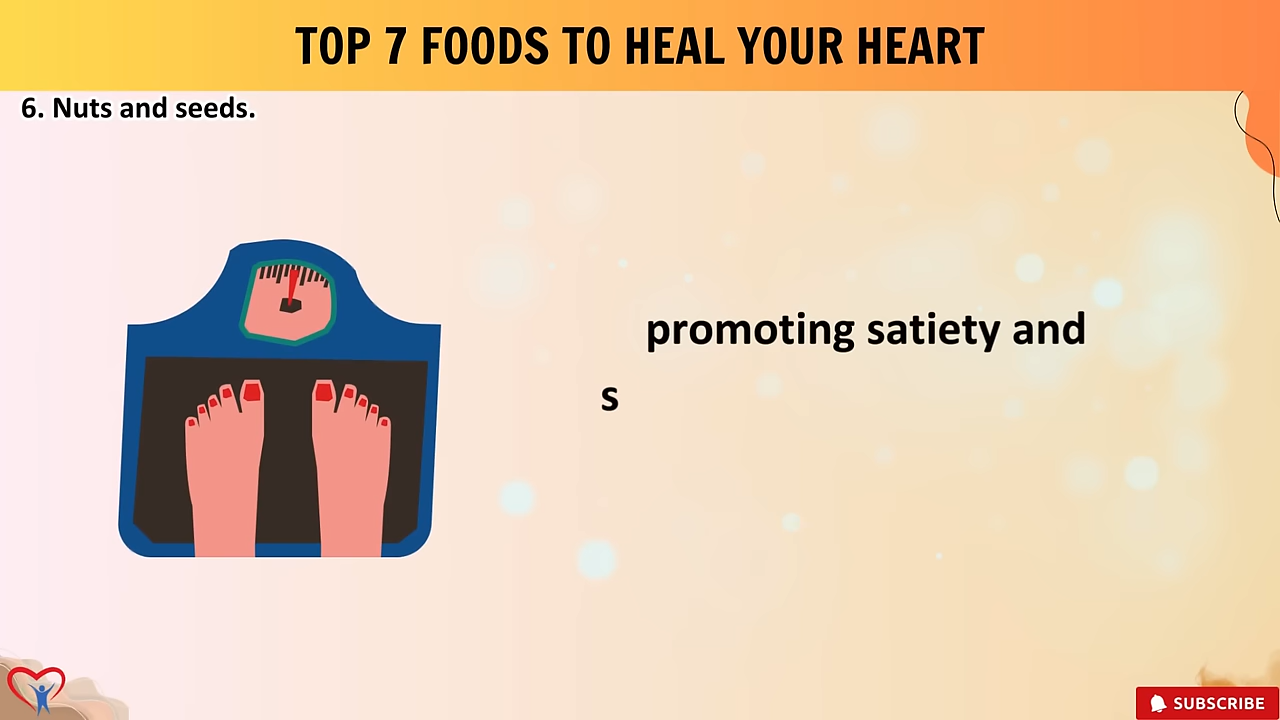 TOP 7 FOODS TO HEAL YOUR HEART
6. Nuts and seeds.
promoting satiety and
s
SUBSCRIBE